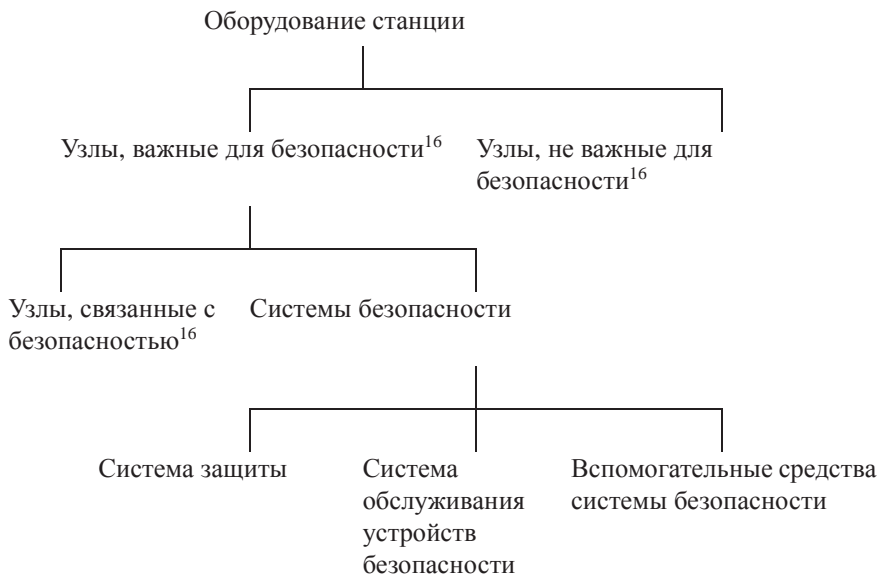 Оборудование станции
Узлы, важные для безопасности¹⁶
Узлы, не важные для
безопасности¹⁶
Узлы, связанные с
безопасностью¹⁶
Системы безопасности
Система защиты
Система
обслуживания
устройств
безопасности
Вспомогательные средства
системы безопасности